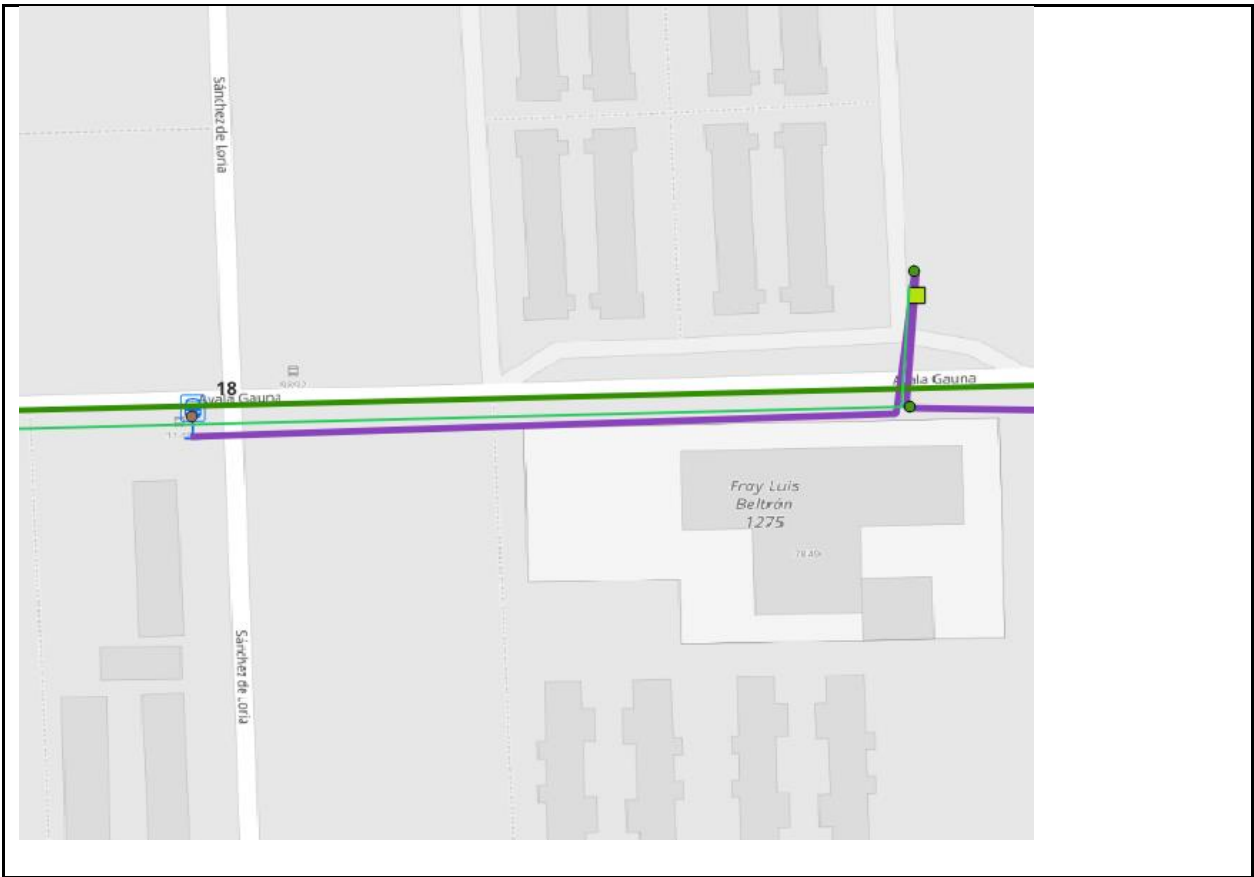 Sánchez de Loria
18
Ayala Gauna
Ayala Gauna
Fray Luis
Beltrán
1275
Sánchez de Loria